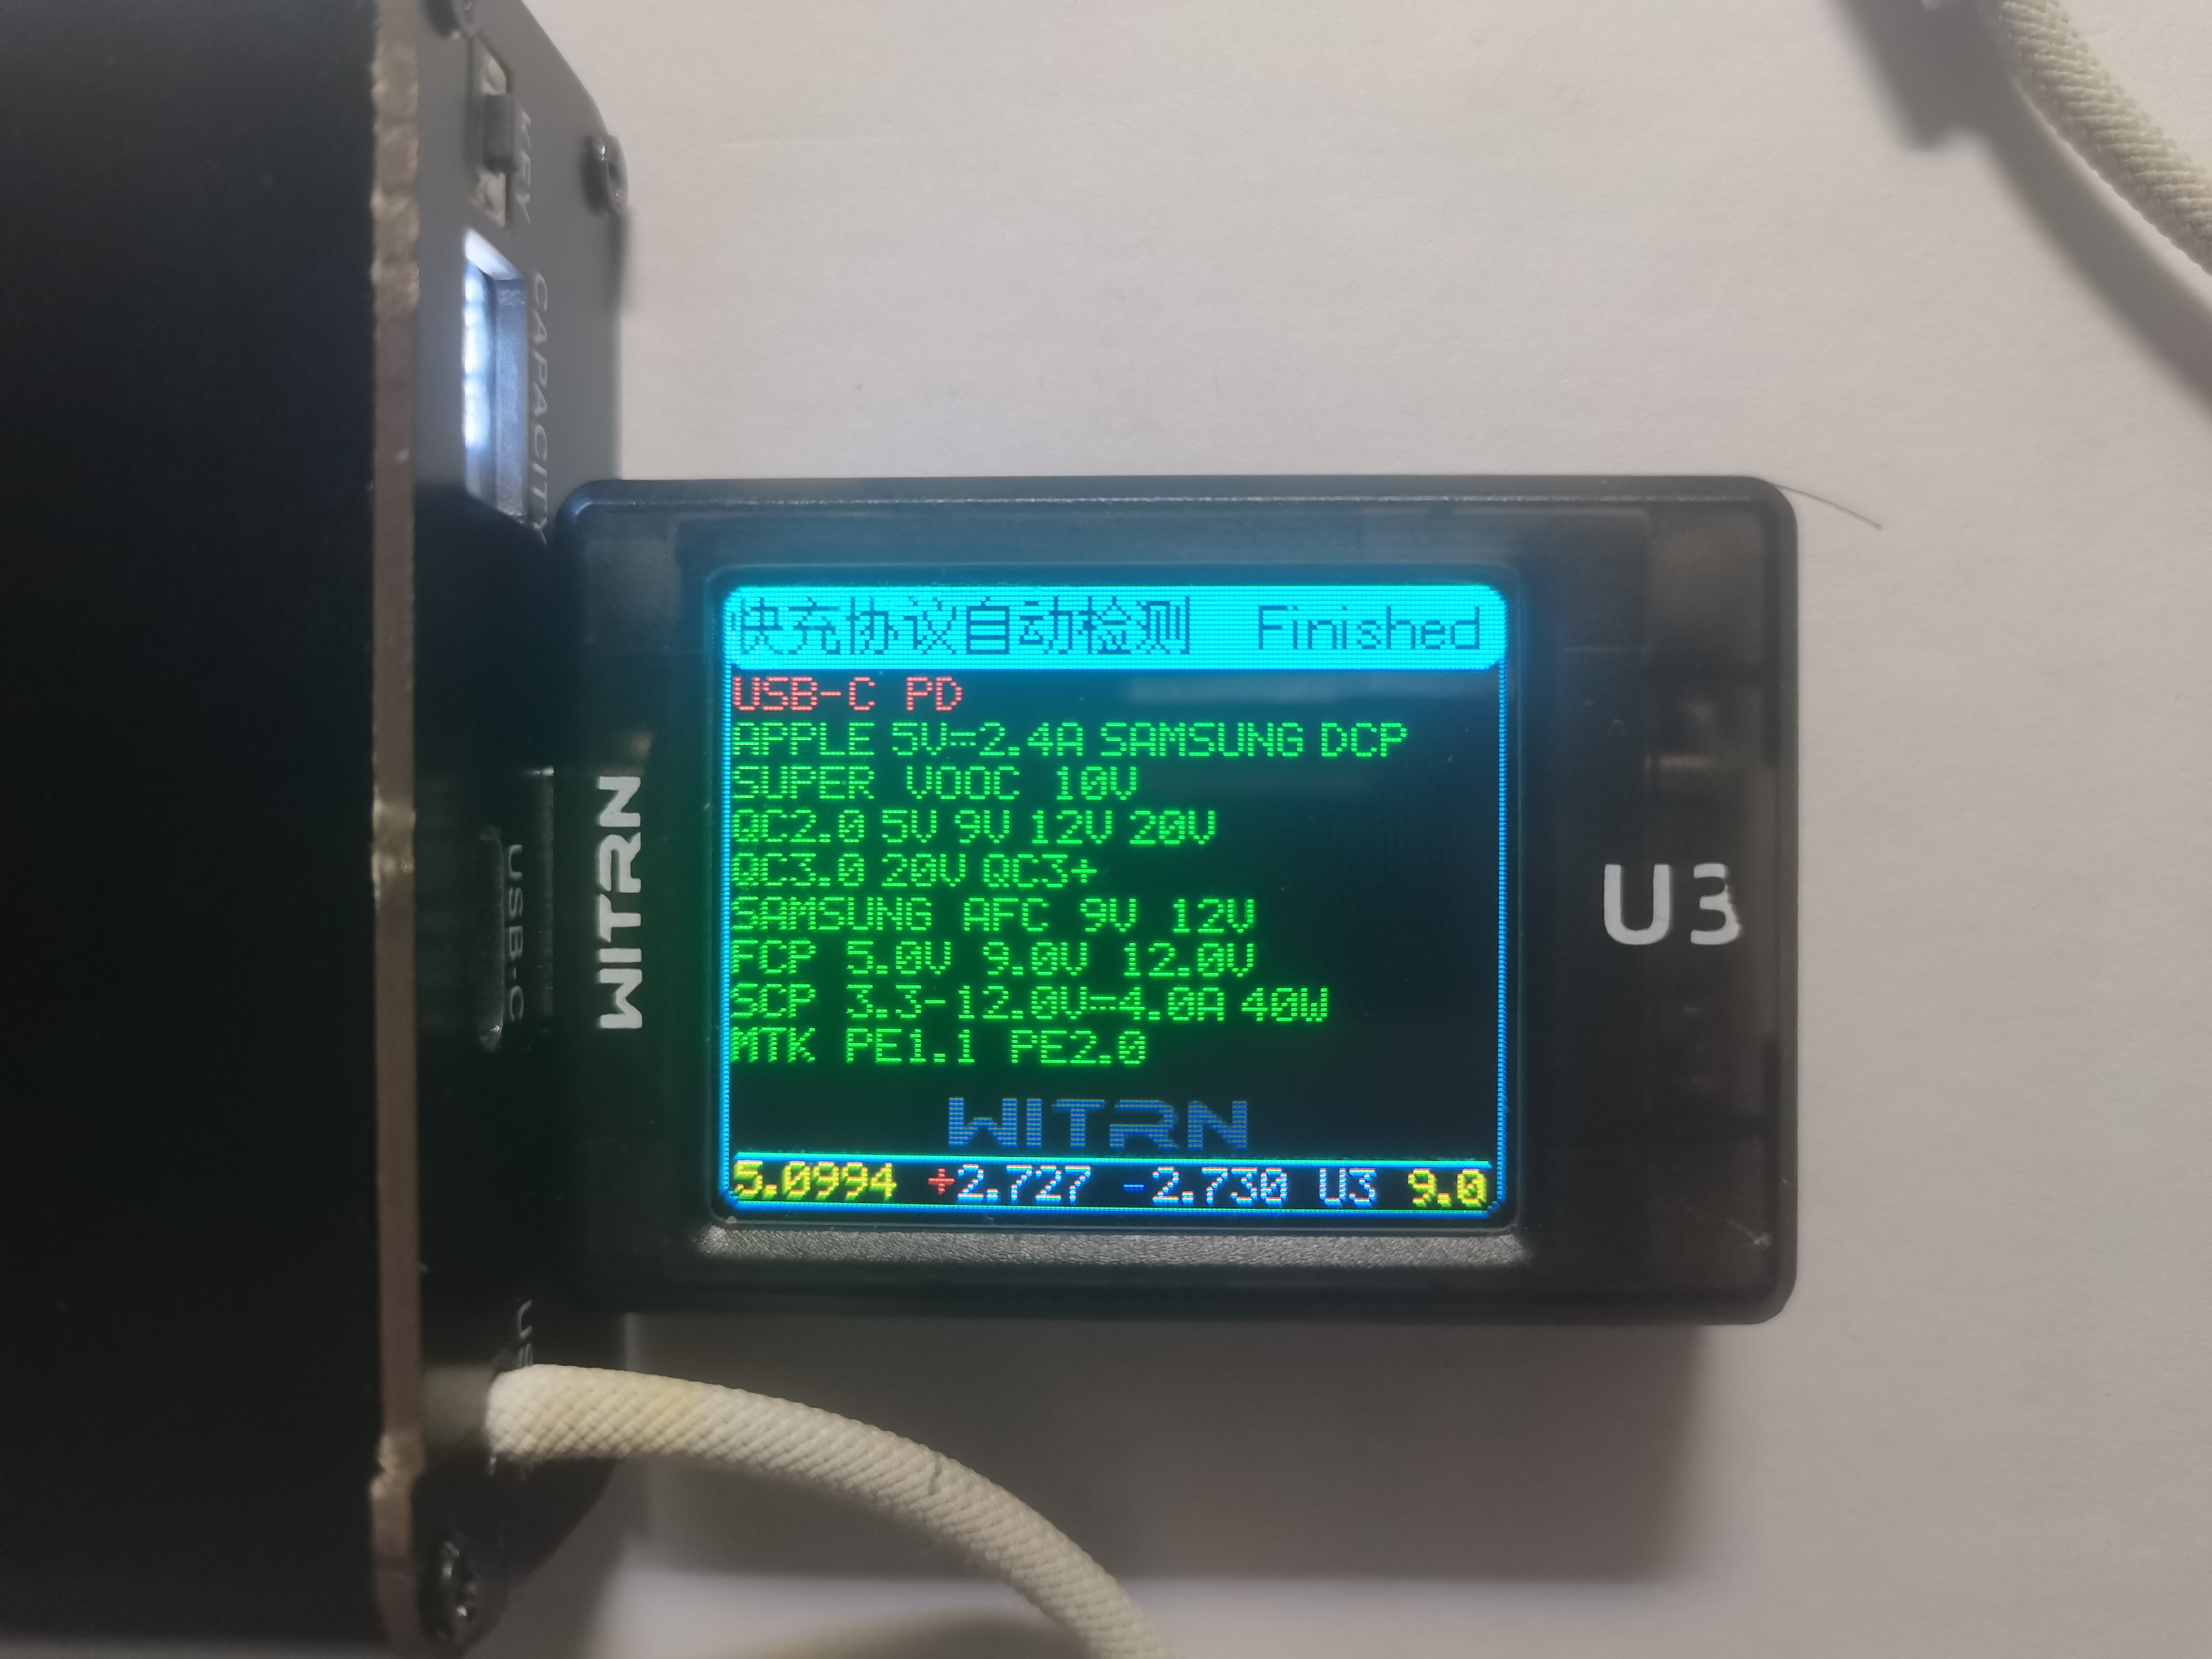 KEY
CAPACITY
USB-C
US
WITRN
U3
快充协议自动检测 Finished
USB-C PD
APPLE 5V-2.4A SAMSUNG DCP
SUPER VOOC 10V
QC2.0 5V 9V 12V 20V
QC3.0 20V QC3+
SAMSUNG AFC 9V 12V
FCP 5.0V 9.0V 12.0V
SCP 3.3-12.0V-4.0A 40W
MTK PE1.1 PE2.0
WITRN
5.0994 +2.727 -2.730 U3 9.0